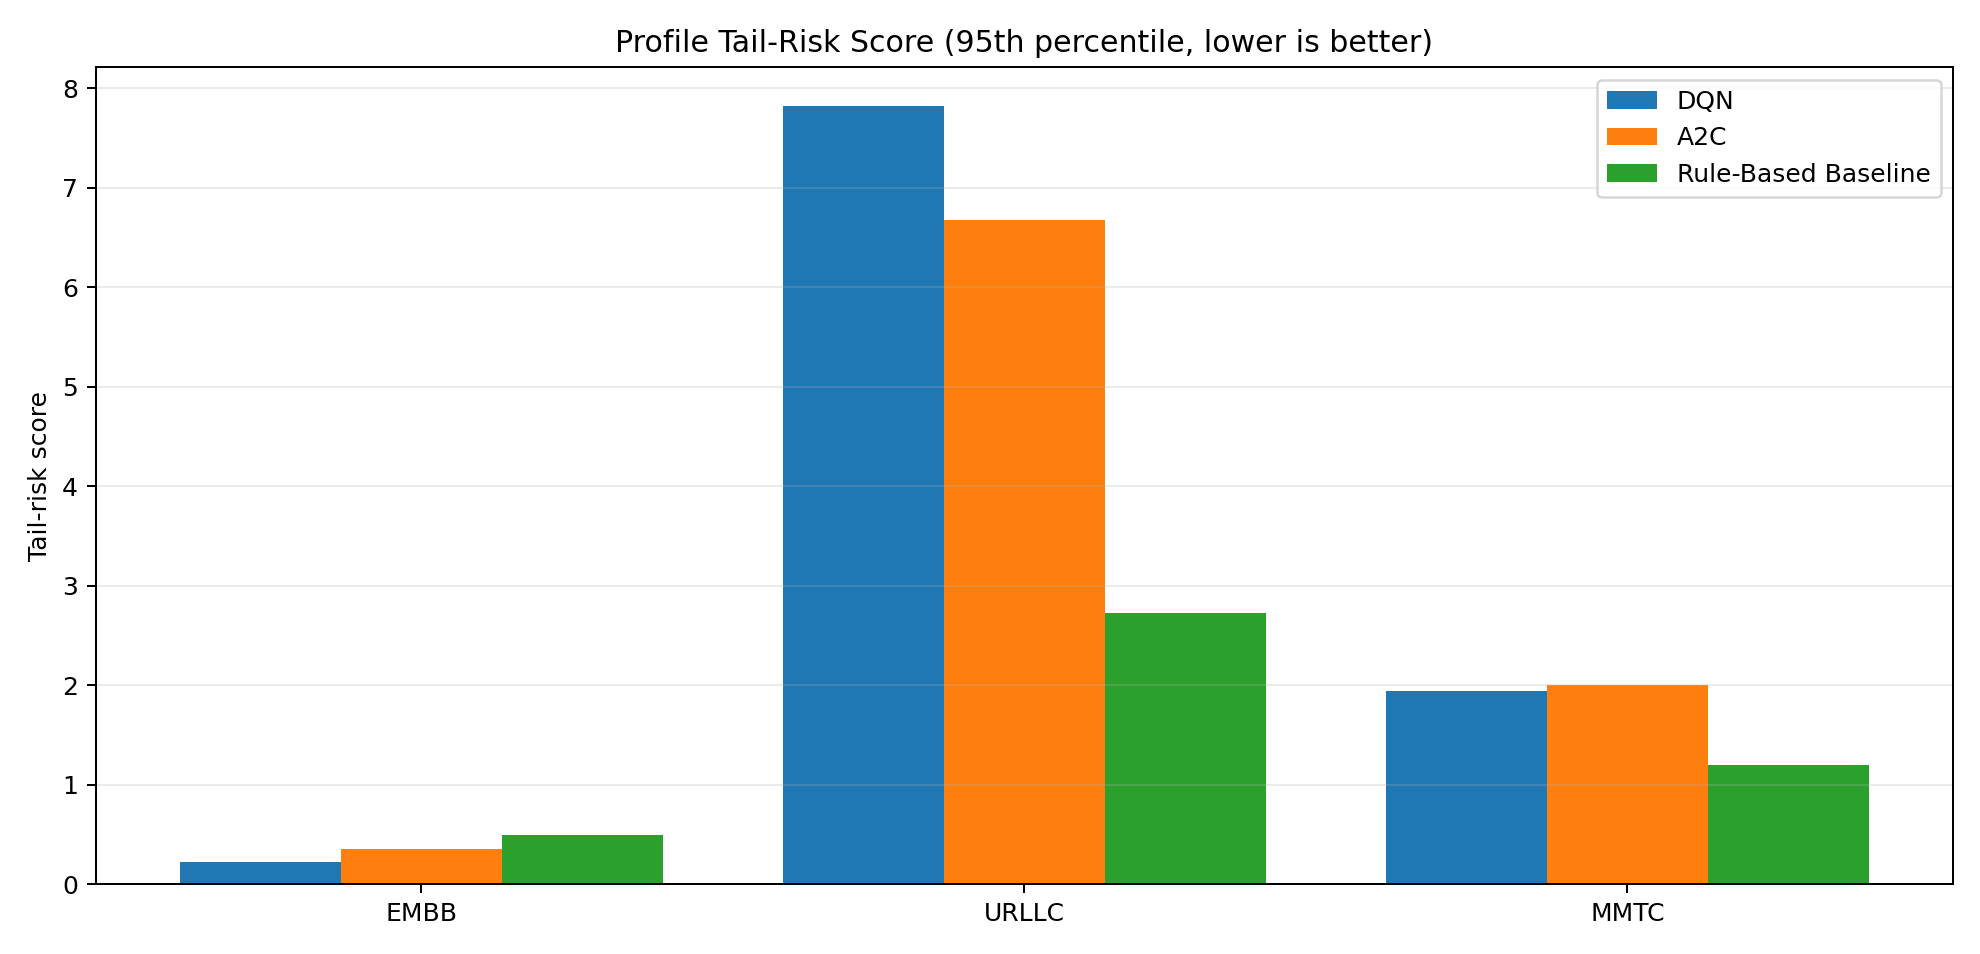 Profile Tail-Risk Score (95th percentile, lower is better)
DQN
A2C
Rule-Based Baseline
Tail-risk score
8
7
6
5
4
3
2
1
0
EMBB
URLLC
MMTC